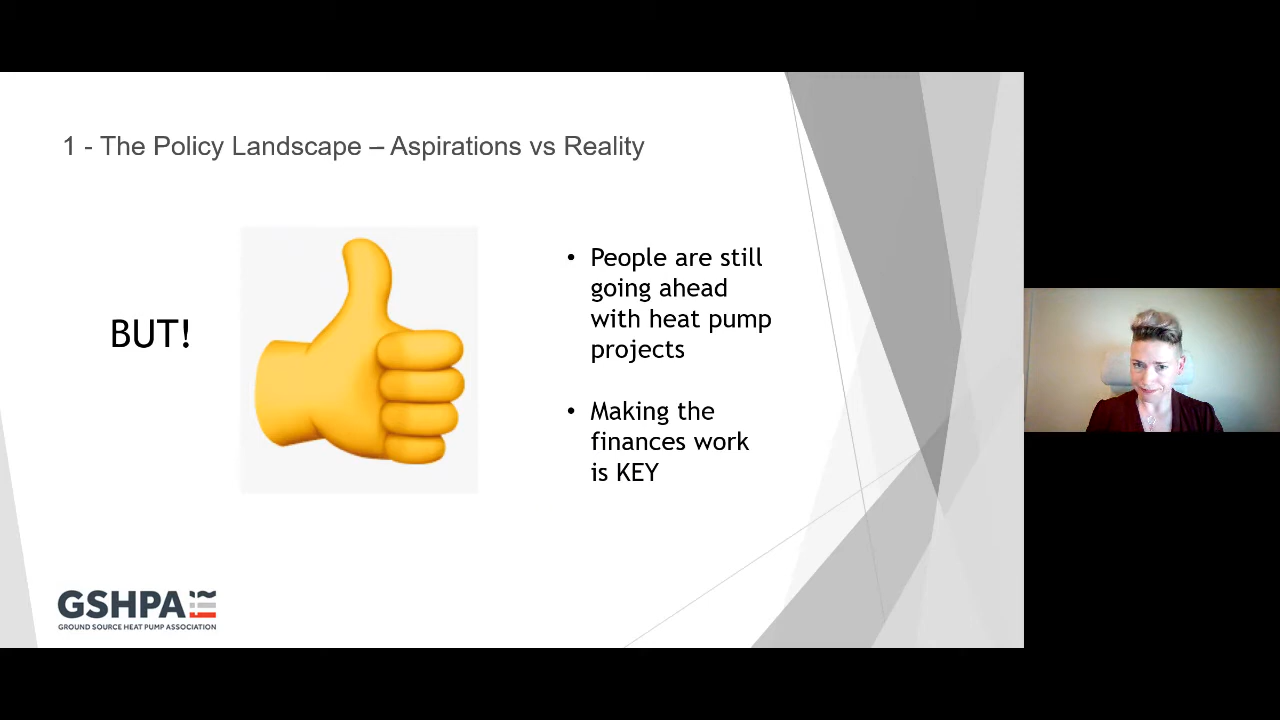 1 - The Policy Landscape – Aspirations vs Reality
BUT!
• People are still
going ahead
with heat pump
projects
• Making the
finances work
is KEY
GSHPA
GROUND SOURCE HEAT PUMP ASSOCIATION